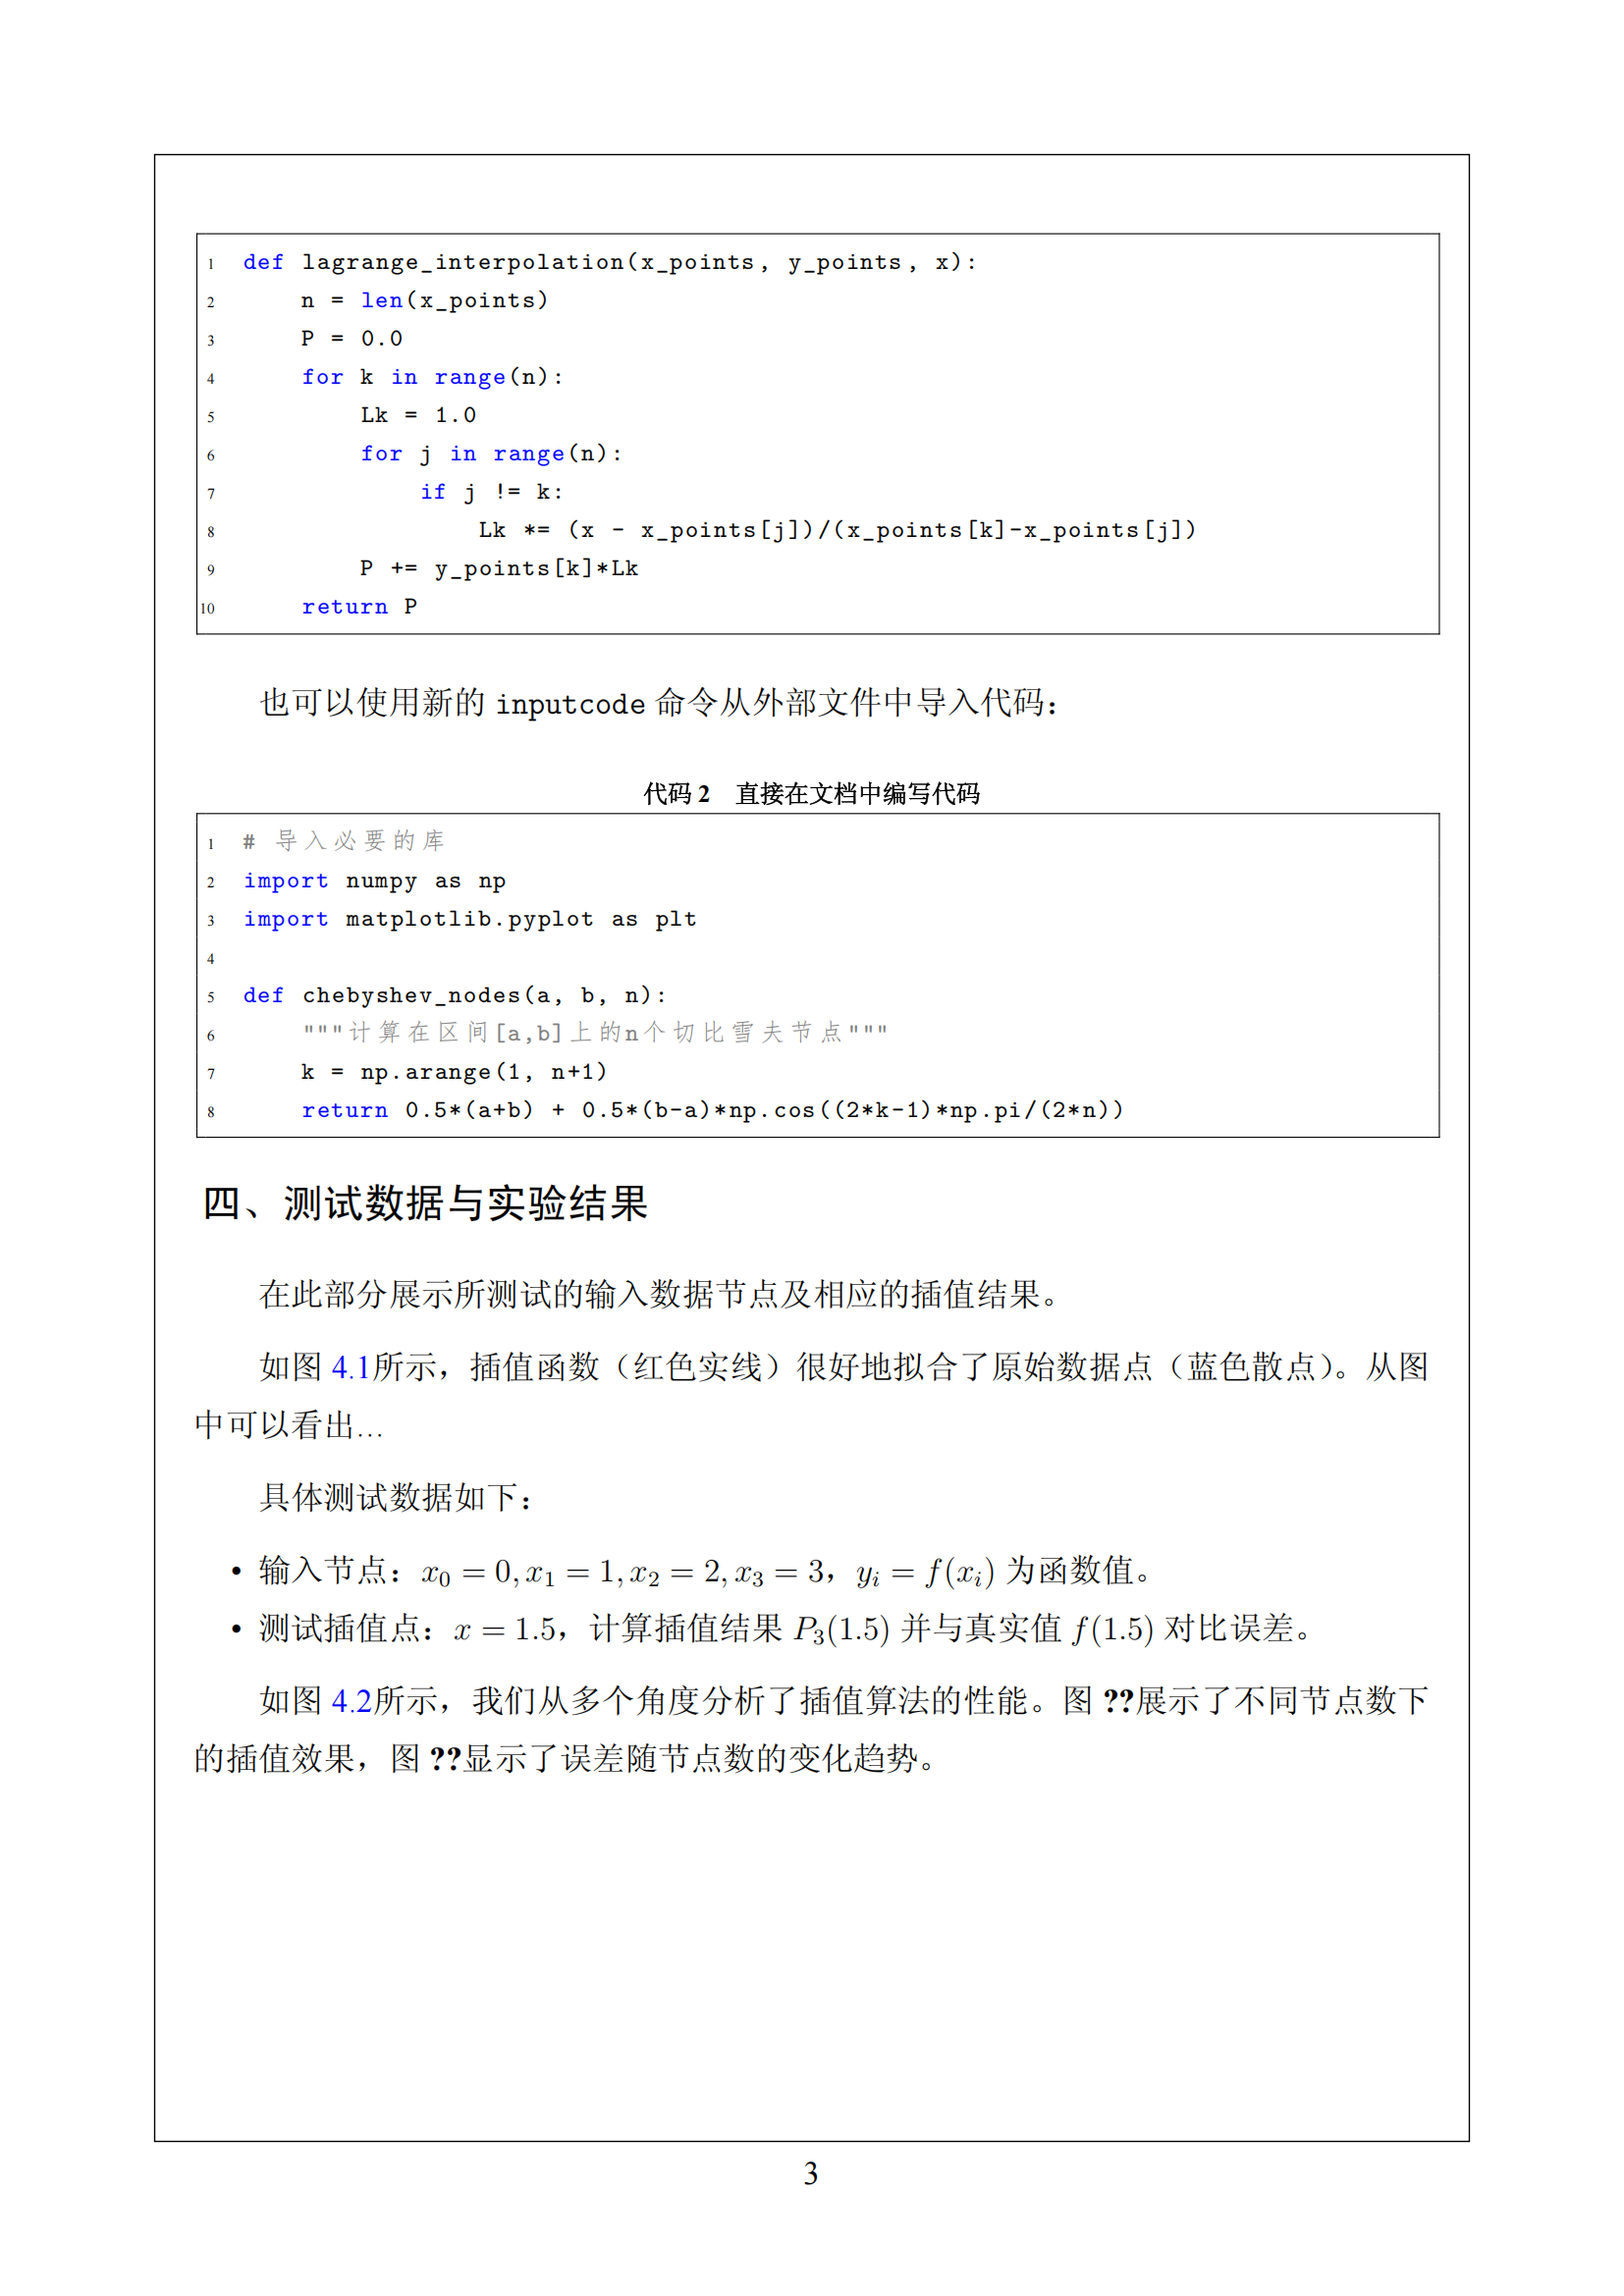 1 def lagrange_interpolation(x_points, y_points, x):
2     n = len(x_points)
3     P = 0.0
4     for k in range(n):
5         Lk = 1.0
6         for j in range(n):
7             if j != k:
8                 Lk *= (x - x_points[j])/(x_points[k]-x_points[j])
9         P += y_points[k]*Lk
10     return P
也可以使用新的 inputcode 命令从外部文件中导入代码：
代码 2 直接在文档中编写代码
1 # 导入必要的库
2 import numpy as np
3 import matplotlib.pyplot as plt
4
5 def chebyshev_nodes(a, b, n):
6     """计算在区间[a,b]上的n个切比雪夫节点"""
7     k = np.arange(1, n+1)
8     return 0.5*(a+b) + 0.5*(b-a)*np.cos((2*k-1)*np.pi/(2*n))
四、测试数据与实验结果
在此部分展示所测试的输入数据节点及相应的插值结果。
如图 4.1所示，插值函数（红色实线）很好地拟合了原始数据点（蓝色散点）。从图
中可以看出...
具体测试数据如下：
• 输入节点：x₀ = 0, x₁ = 1, x₂ = 2, x₃ = 3，yᵢ = f(xᵢ) 为函数值。
• 测试插值点：x = 1.5，计算插值结果 P₃(1.5) 并与真实值 f(1.5) 对比误差。
如图 4.2所示，我们从多个角度分析了插值算法的性能。图 ??展示了不同节点数下
的插值效果，图 ??显示了误差随节点数的变化趋势。
3